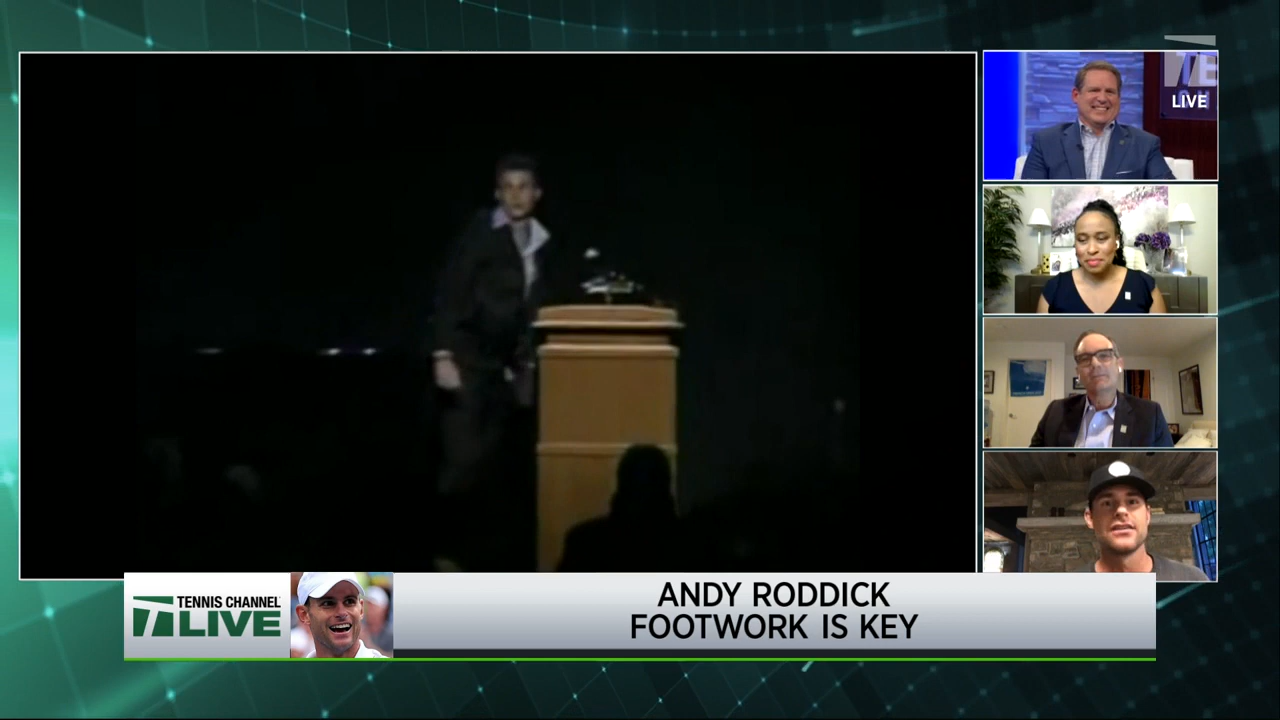 LIVE
TENNIS CHANNEL
LIVE
ANDY RODDICK
FOOTWORK IS KEY